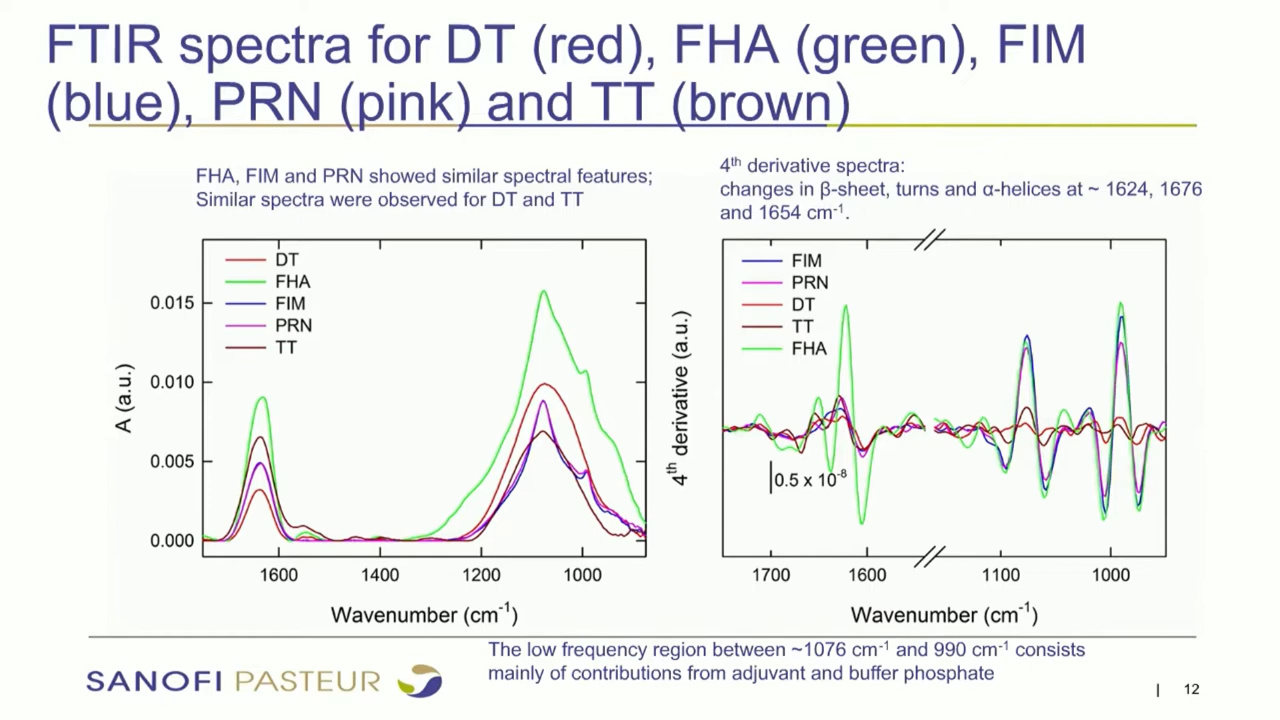 FTIR spectra for DT (red), FHA (green), FIM
(blue), PRN (pink) and TT (brown)
FHA, FIM and PRN showed similar spectral features;
Similar spectra were observed for DT and TT
4th derivative spectra:
changes in β-sheet, turns and α-helices at ~ 1624, 1676
and 1654 cm-1.
DT
FHA
FIM
PRN
TT
A (a.u.)
0.015
0.010
0.005
0.000
1600
1400
1200
1000
Wavenumber (cm-1)
FIM
PRN
DT
TT
FHA
4th derivative (a.u.)
0.5 x 10-8
1700
1600
1100
1000
Wavenumber (cm-1)
The low frequency region between ~1076 cm-1 and 990 cm-1 consists
mainly of contributions from adjuvant and buffer phosphate
SANOFI PASTEUR
| 12